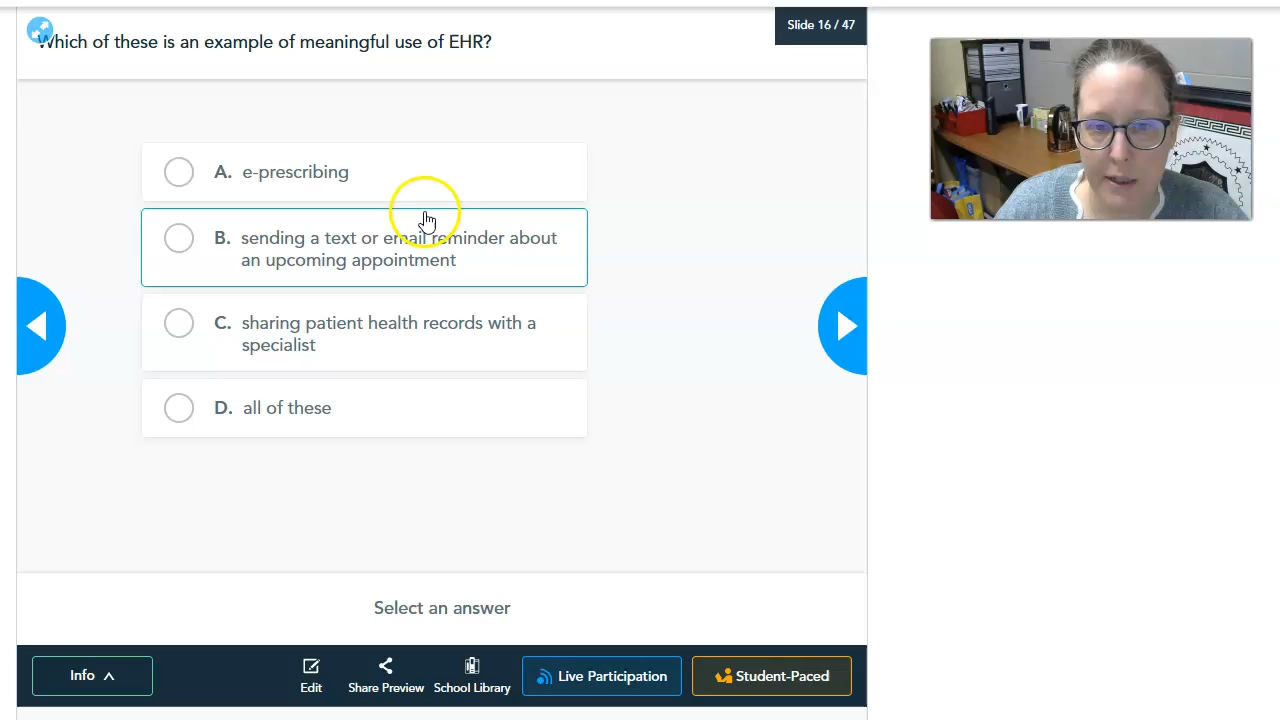 Which of these is an example of meaningful use of EHR?
Slide 16 / 47
A. e-prescribing
B. sending a text or email reminder about
an upcoming appointment
C. sharing patient health records with a
specialist
D. all of these
Select an answer
Info
Edit
Share Preview
School Library
Live Participation
Student-Paced